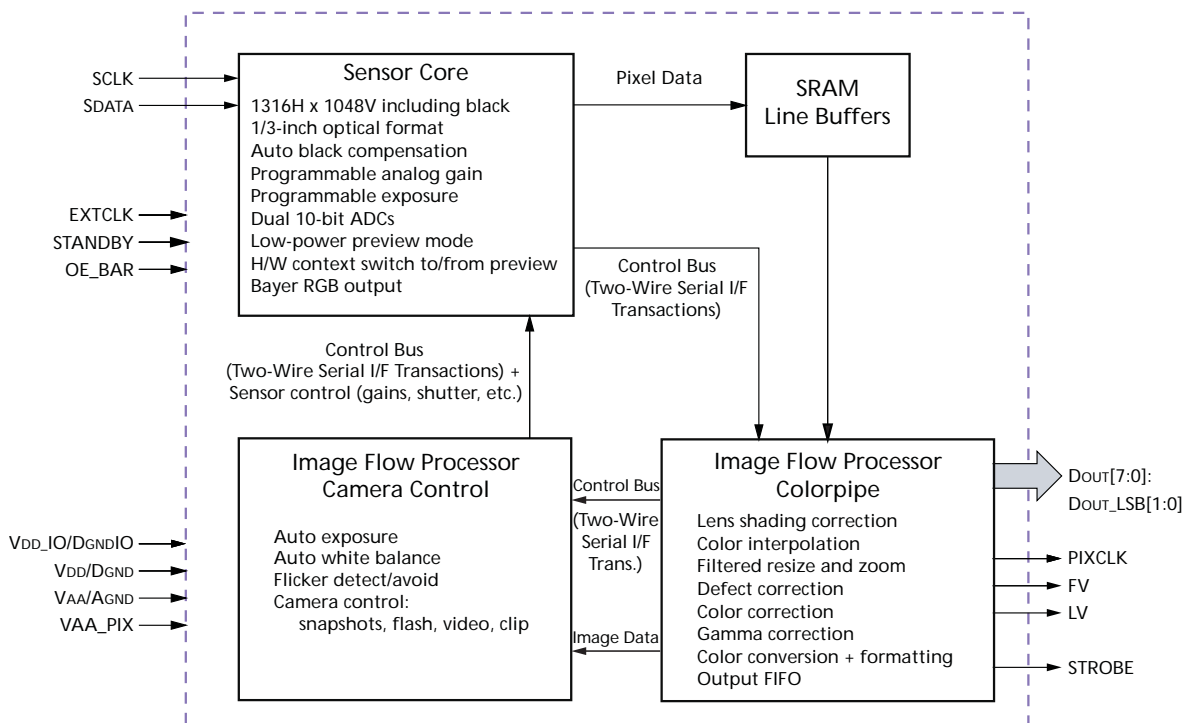 SCLK
SDATA
EXTCLK
STANDBY
OE_BAR
VDD_IO/DGNDIO
VDD/DGND
VAA/AGND
VAA_PIX
Sensor Core
1316H x 1048V including black
1/3-inch optical format
Auto black compensation
Programmable analog gain
Programmable exposure
Dual 10-bit ADCs
Low-power preview mode
H/W context switch to/from preview
Bayer RGB output
Pixel Data
SRAM
Line Buffers
Control Bus
(Two-Wire Serial I/F
Transactions)
Control Bus
(Two-Wire Serial I/F Transactions) +
Sensor control (gains, shutter, etc.)
Image Flow Processor
Camera Control
Auto exposure
Auto white balance
Flicker detect/avoid
Camera control:
snapshots, flash, video, clip
Control Bus
(Two-Wire
Serial I/F
Trans.)
Image Data
Image Flow Processor
Colorpipe
Lens shading correction
Color interpolation
Filtered resize and zoom
Defect correction
Color correction
Gamma correction
Color conversion + formatting
Output FIFO
DOUT[7:0]:
DOUT_LSB[1:0]
PIXCLK
FV
LV
STROBE